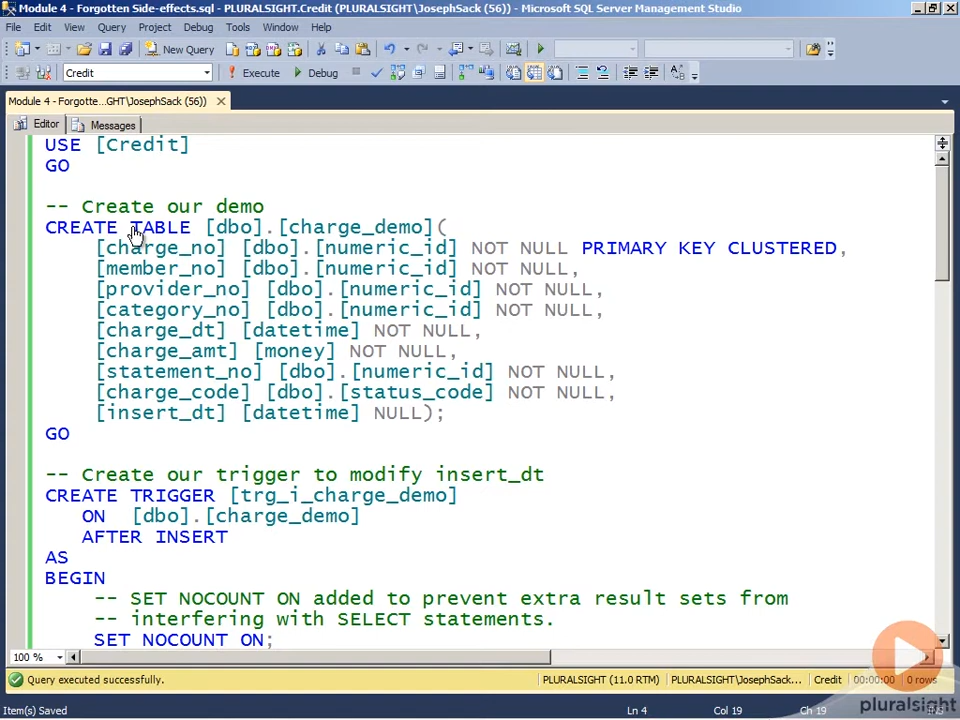 Module 4 - Forgotten Side-effects.sql - PLURALSIGHT.Credit (PLURALSIGHT\JosephSack (56)) - Microsoft SQL Server Management Studio
File Edit View Query Project Debug Tools Window Help
New Query
Credit Execute Debug
Module 4 - Forgotte...GHT\JosephSack (56))
Editor Messages
USE [Credit]
GO
-- Create our demo
CREATE TABLE [dbo].[charge_demo](
[charge_no] [dbo].[numeric_id] NOT NULL PRIMARY KEY CLUSTERED,
[member_no] [dbo].[numeric_id] NOT NULL,
[provider_no] [dbo].[numeric_id] NOT NULL,
[category_no] [dbo].[numeric_id] NOT NULL,
[charge_dt] [datetime] NOT NULL,
[charge_amt] [money] NOT NULL,
[statement_no] [dbo].[numeric_id] NOT NULL,
[charge_code] [dbo].[status_code] NOT NULL,
[insert_dt] [datetime] NULL);
GO
-- Create our trigger to modify insert_dt
CREATE TRIGGER [trg_i_charge_demo]
ON [dbo].[charge_demo]
AFTER INSERT
AS
BEGIN
-- SET NOCOUNT ON added to prevent extra result sets from
-- interfering with SELECT statements.
SET NOCOUNT ON;
100 %
Query executed successfully. PLURALSIGHT (11.0 RTM) PLURALSIGHT\JosephSack... Credit 00:00:00 0 rows
pluralsight
Item(s) Saved Ln 4 Col 19 Ch 19 INS